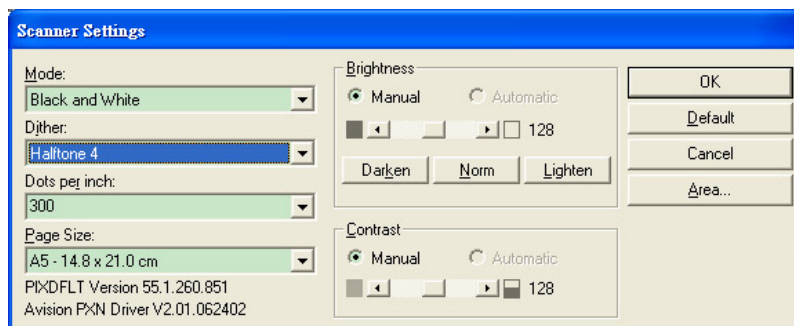 Scanner Settings
Mode:
Black and White
Dither:
Halftone 4
Dots per inch:
300
Page Size:
A5 - 14.8 x 21.0 cm
PIXDFLT Version 55.1.260.851
Avision PXN Driver V2.01.062402
Brightness
Manual Automatic
128
Darken Norm Lighten
Contrast
Manual Automatic
128
OK
Default
Cancel
Area...